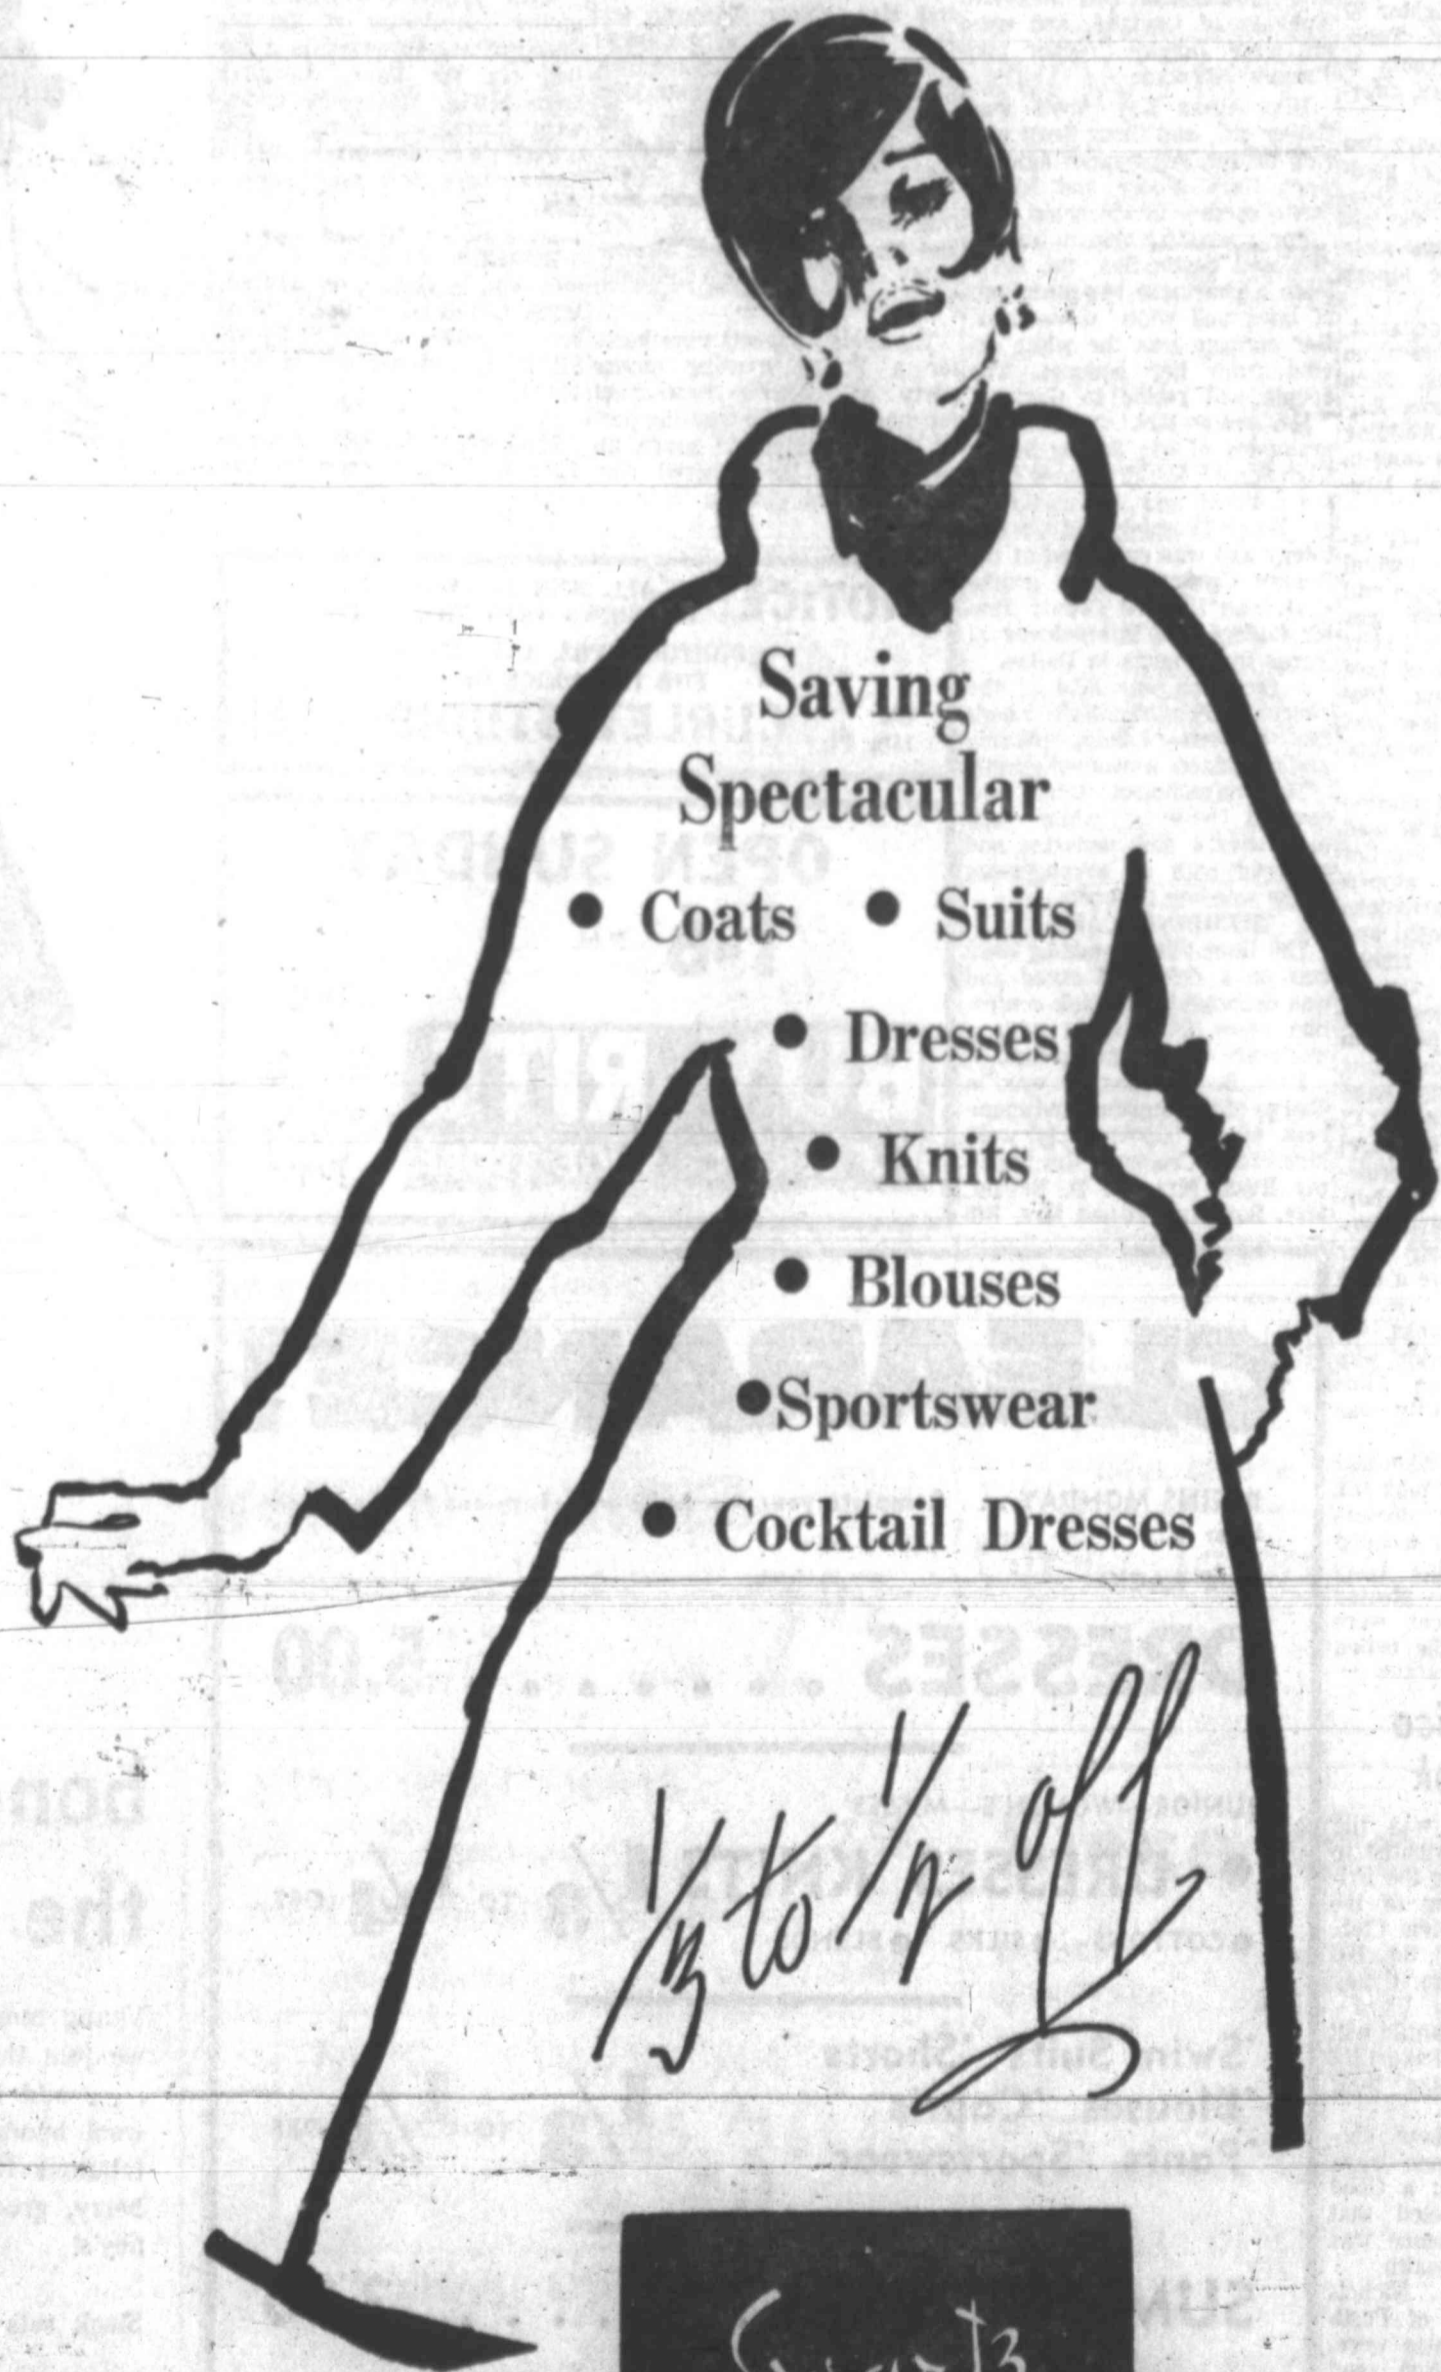 Saving
Spectacular
• Coats • Suits
• Dresses
• Knits
• Blouses
• Sportswear
• Cocktail Dresses
1/3 to 1/2 off